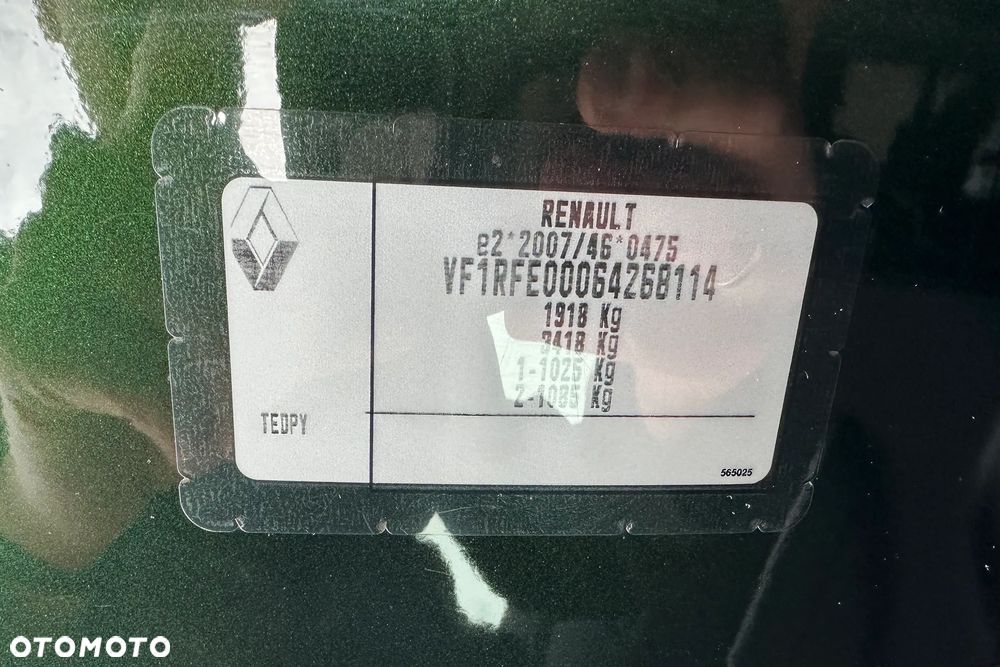 RENAULT
e2*2007/46*0475
VF1RFE00064268114
1918 Kg
3418 Kg
1-1025 Kg
2-1085 Kg
TEDPY
565025
OTOMOTO